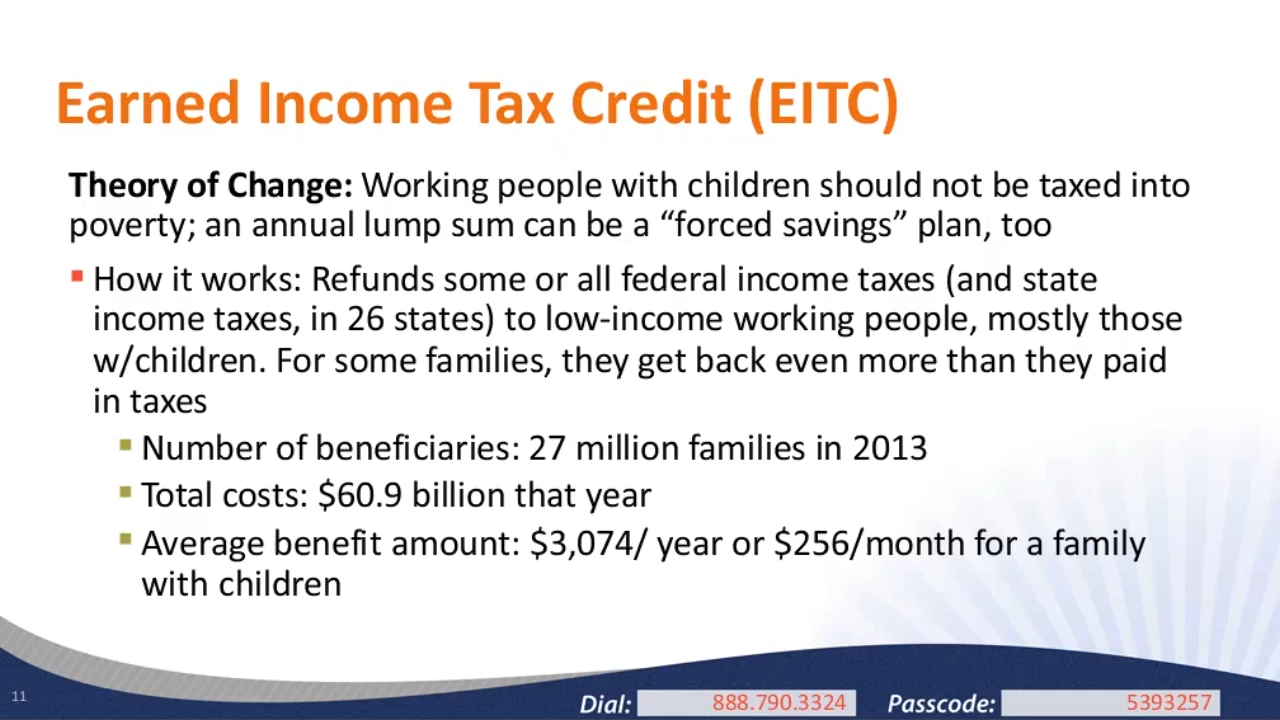 Earned Income Tax Credit (EITC)
Theory of Change: Working people with children should not be taxed into
poverty; an annual lump sum can be a “forced savings” plan, too
▪ How it works: Refunds some or all federal income taxes (and state
income taxes, in 26 states) to low-income working people, mostly those
w/children. For some families, they get back even more than they paid
in taxes
▪ Number of beneficiaries: 27 million families in 2013
▪ Total costs: $60.9 billion that year
▪ Average benefit amount: $3,074/ year or $256/month for a family
with children
11
Dial: 888.790.3324 Passcode: 5393257